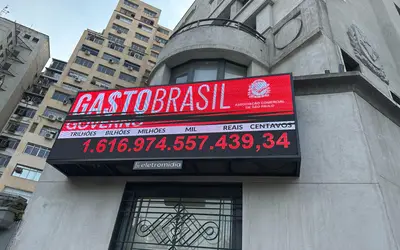 GASTOBRASIL
ASSOCIAÇÃO COMERCIAL
DE SÃO PAULO
GOVERNO
TRILHÕES BILHÕES MILHÕES MIL REAIS CENTAVOS
1.616.974.557.439,34
eletromidia